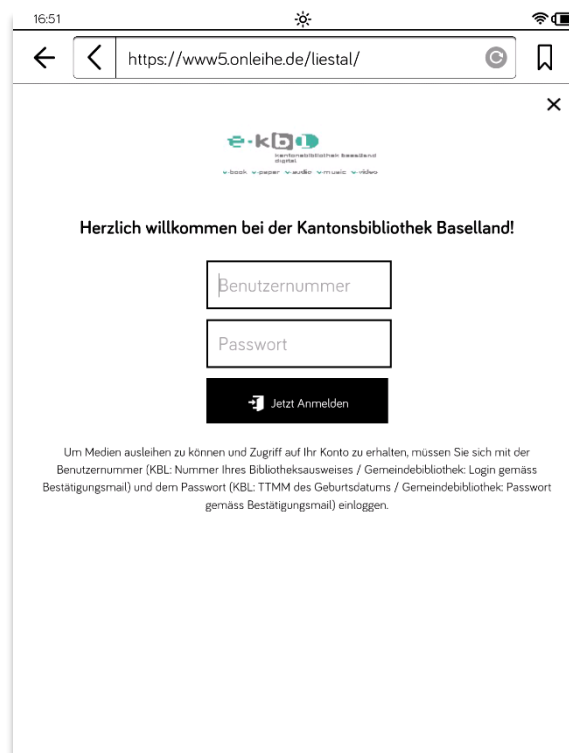 16:51
https://www5.onleihe.de/liestal/
e-kbl
kantonsbibliothek baselland
digital
e-book e-paper e-audio e-music e-video
Herzlich willkommen bei der Kantonsbibliothek Baselland!
Benutzernummer
Passwort
Jetzt Anmelden
Um Medien ausleihen zu können und Zugriff auf Ihr Konto zu erhalten, müssen Sie sich mit der
Benutzernummer (KBL: Nummer Ihres Bibliotheksausweises / Gemeindebibliothek: Login gemäss
Bestätigungsmail) und dem Passwort (KBL: TTMM des Geburtsdatums / Gemeindebibliothek: Passwort
gemäss Bestätigungsmail) einloggen.